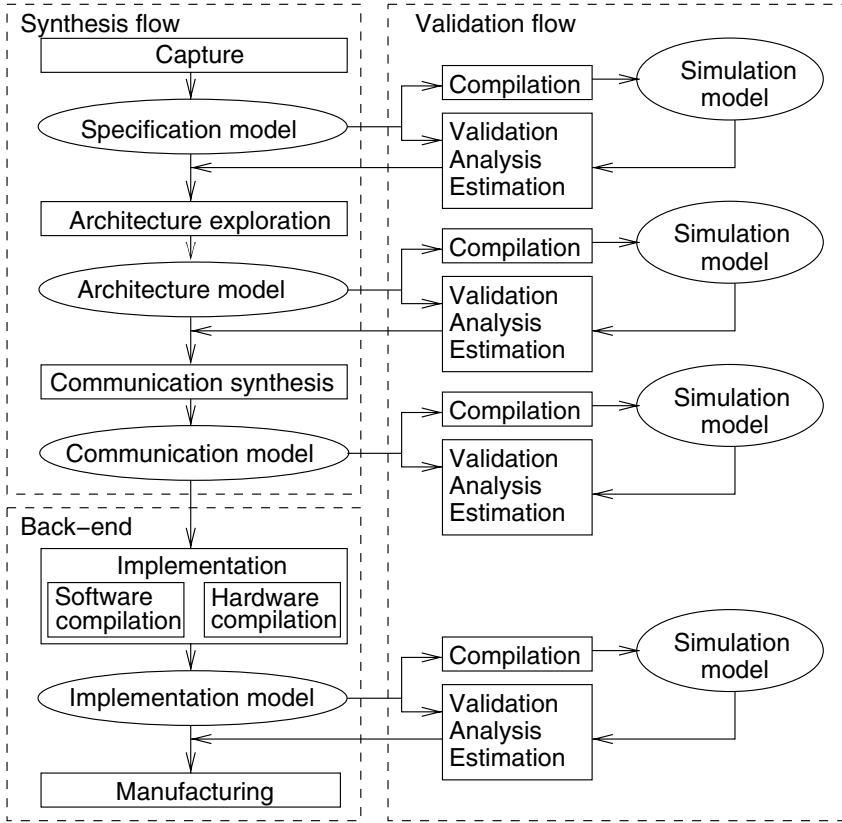 Synthesis flow
Validation flow
Capture
Compilation
Simulation
model
Specification model
Validation
Analysis
Estimation
Architecture exploration
Compilation
Simulation
model
Architecture model
Validation
Analysis
Estimation
Communication synthesis
Compilation
Simulation
model
Communication model
Validation
Analysis
Estimation
Back–end
Implementation
Software
compilation
Hardware
compilation
Compilation
Simulation
model
Implementation model
Validation
Analysis
Estimation
Manufacturing